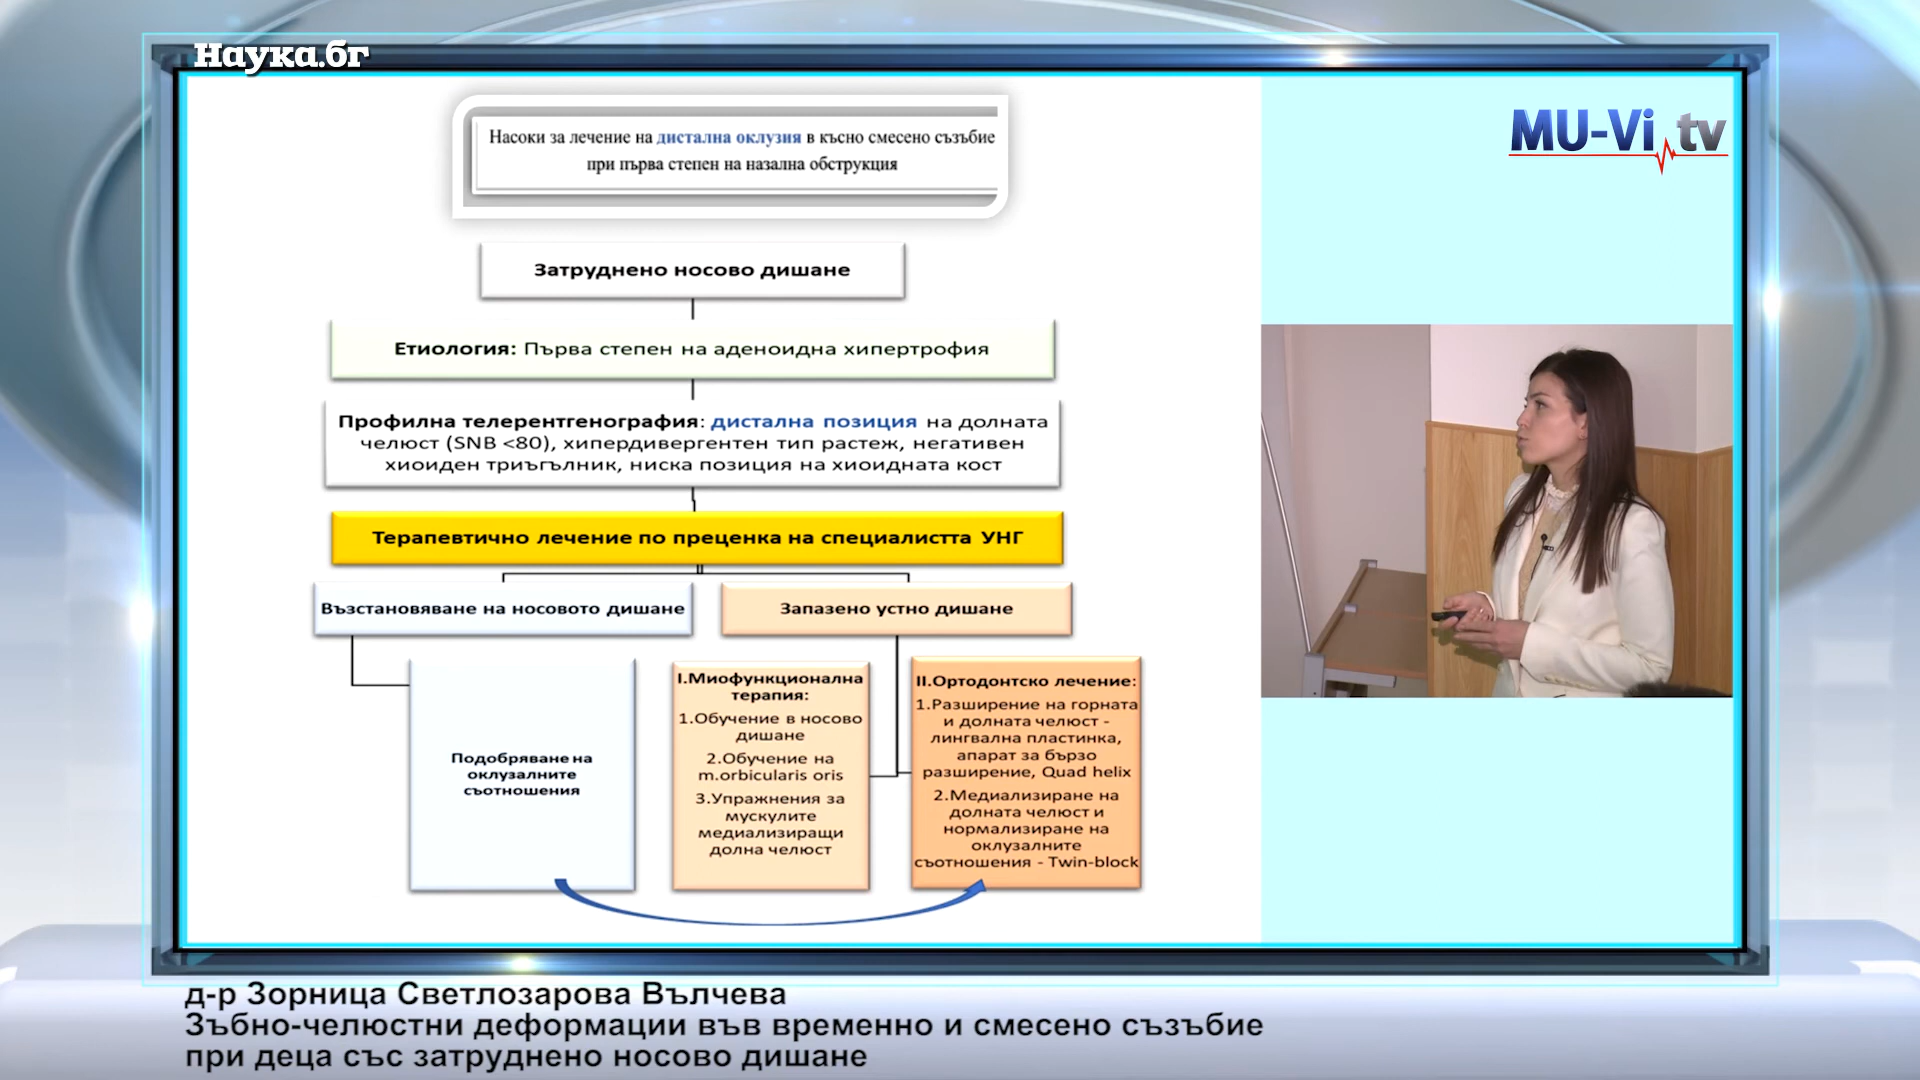 Наука.бг
MU-Vi tv
Насоки за лечение на дистална оклузия в късно смесено съзъбие
при първа степен на назална обструкция
Затруднено носово дишане
Етиология: Първа степен на аденоидна хипертрофия
Профилна телерентгенография: дистална позиция на долната
челюст (SNB <80), хипердивергентен тип растеж, негативен
хиоиден триъгълник, ниска позиция на хиоидната кост
Терапевтично лечение по преценка на специалистта УНГ
Възстановяване на носовото дишане
Запазено устно дишане
Подобряване на
оклузалните
съотношения
I.Миофункционална
терапия:
1.Обучение в носово
дишане
2.Обучение на
m.orbicularis oris
3.Упражнения за
мускулите
медиализиращи
долна челюст
II.Ортодонтско лечение:
1.Разширение на горната
и долната челюст -
лингвална пластинка,
апарат за бързо
разширение, Quad helix
2.Медиализиране на
долната челюст и
нормализиране на
оклузалните
съотношения - Twin-block
д-р Зорница Светлозарова Вълчева
Зъбно-челюстни деформации във временно и смесено съзъбие
при деца със затруднено носово дишане